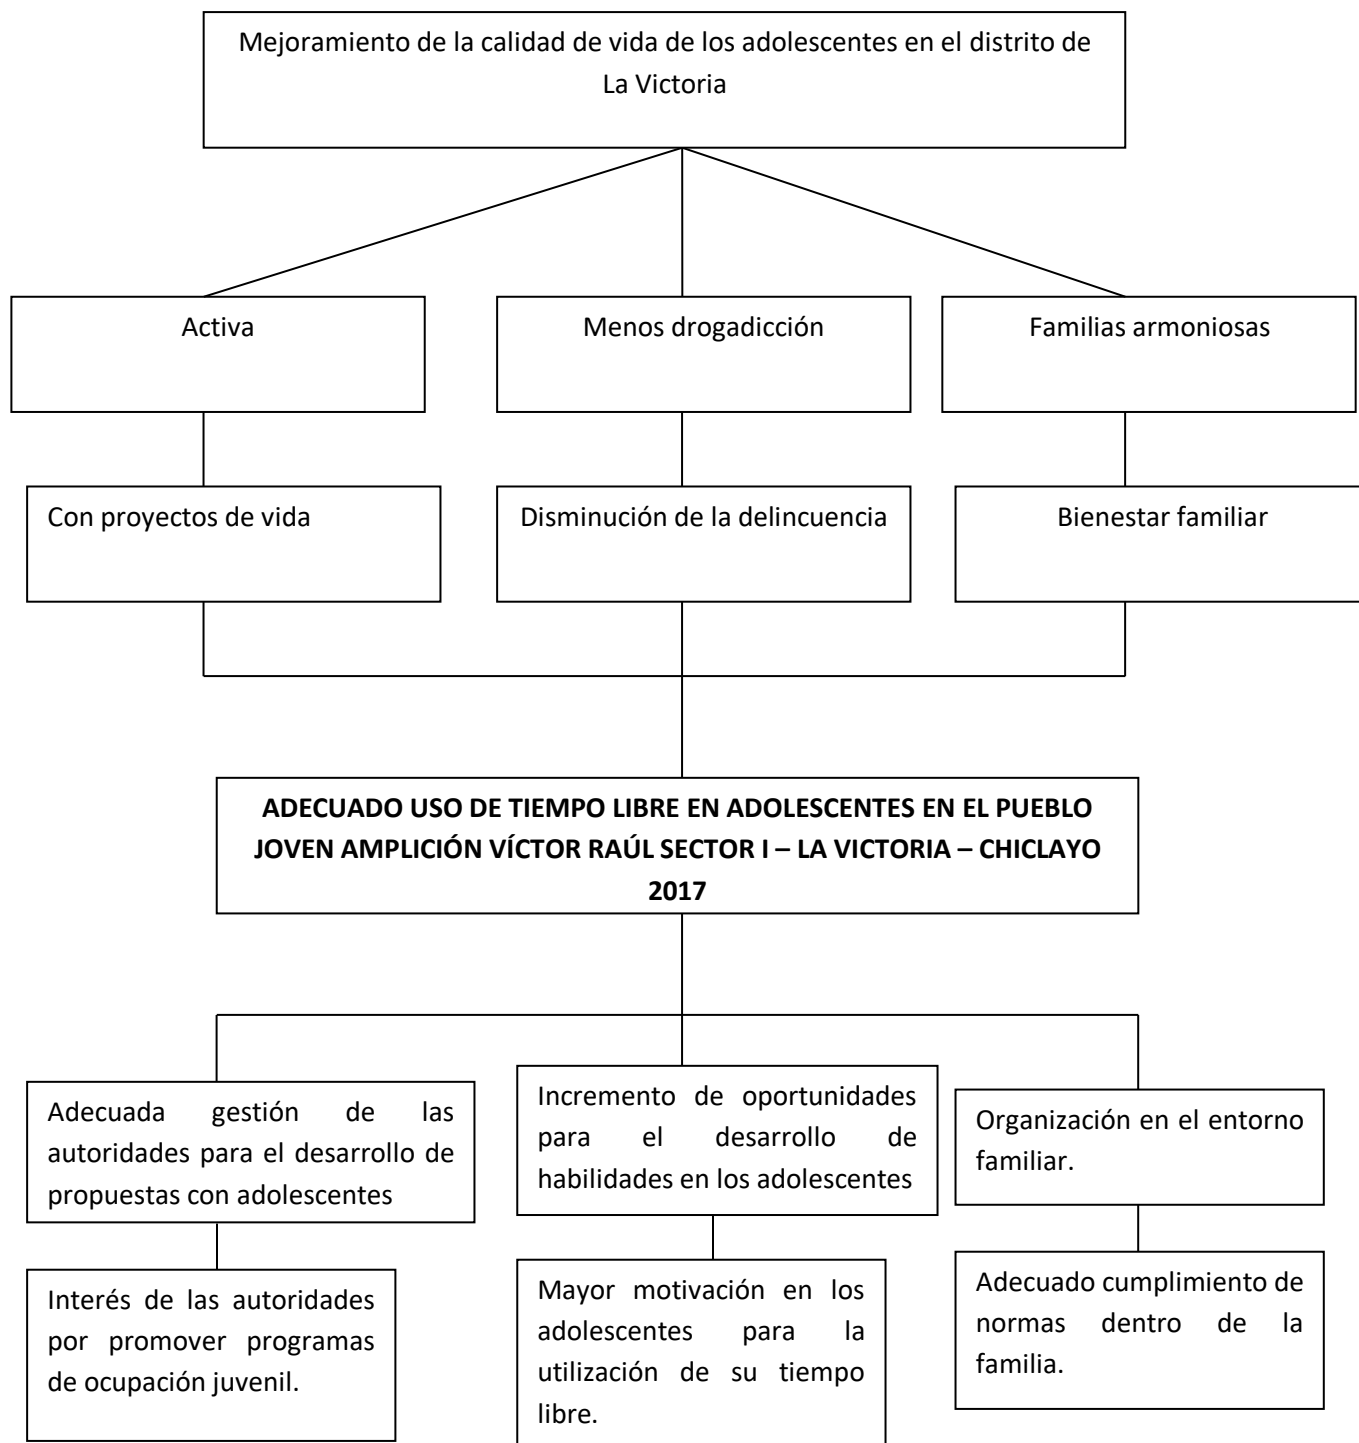 Mejoramiento de la calidad de vida de los adolescentes en el distrito de
La Victoria
Activa
Menos drogadicción
Familias armoniosas
Con proyectos de vida
Disminución de la delincuencia
Bienestar familiar
ADECUADO USO DE TIEMPO LIBRE EN ADOLESCENTES EN EL PUEBLO
JOVEN AMPLICIÓN VÍCTOR RAÚL SECTOR I – LA VICTORIA – CHICLAYO
2017
Adecuada gestión de las
autoridades para el desarrollo de
propuestas con adolescentes
Incremento de oportunidades
para el desarrollo de
habilidades en los adolescentes
Organización en el entorno
familiar.
Interés de las autoridades
por promover programas
de ocupación juvenil.
Mayor motivación en los
adolescentes para la
utilización de su tiempo
libre.
Adecuado cumplimiento de
normas dentro de la
familia.